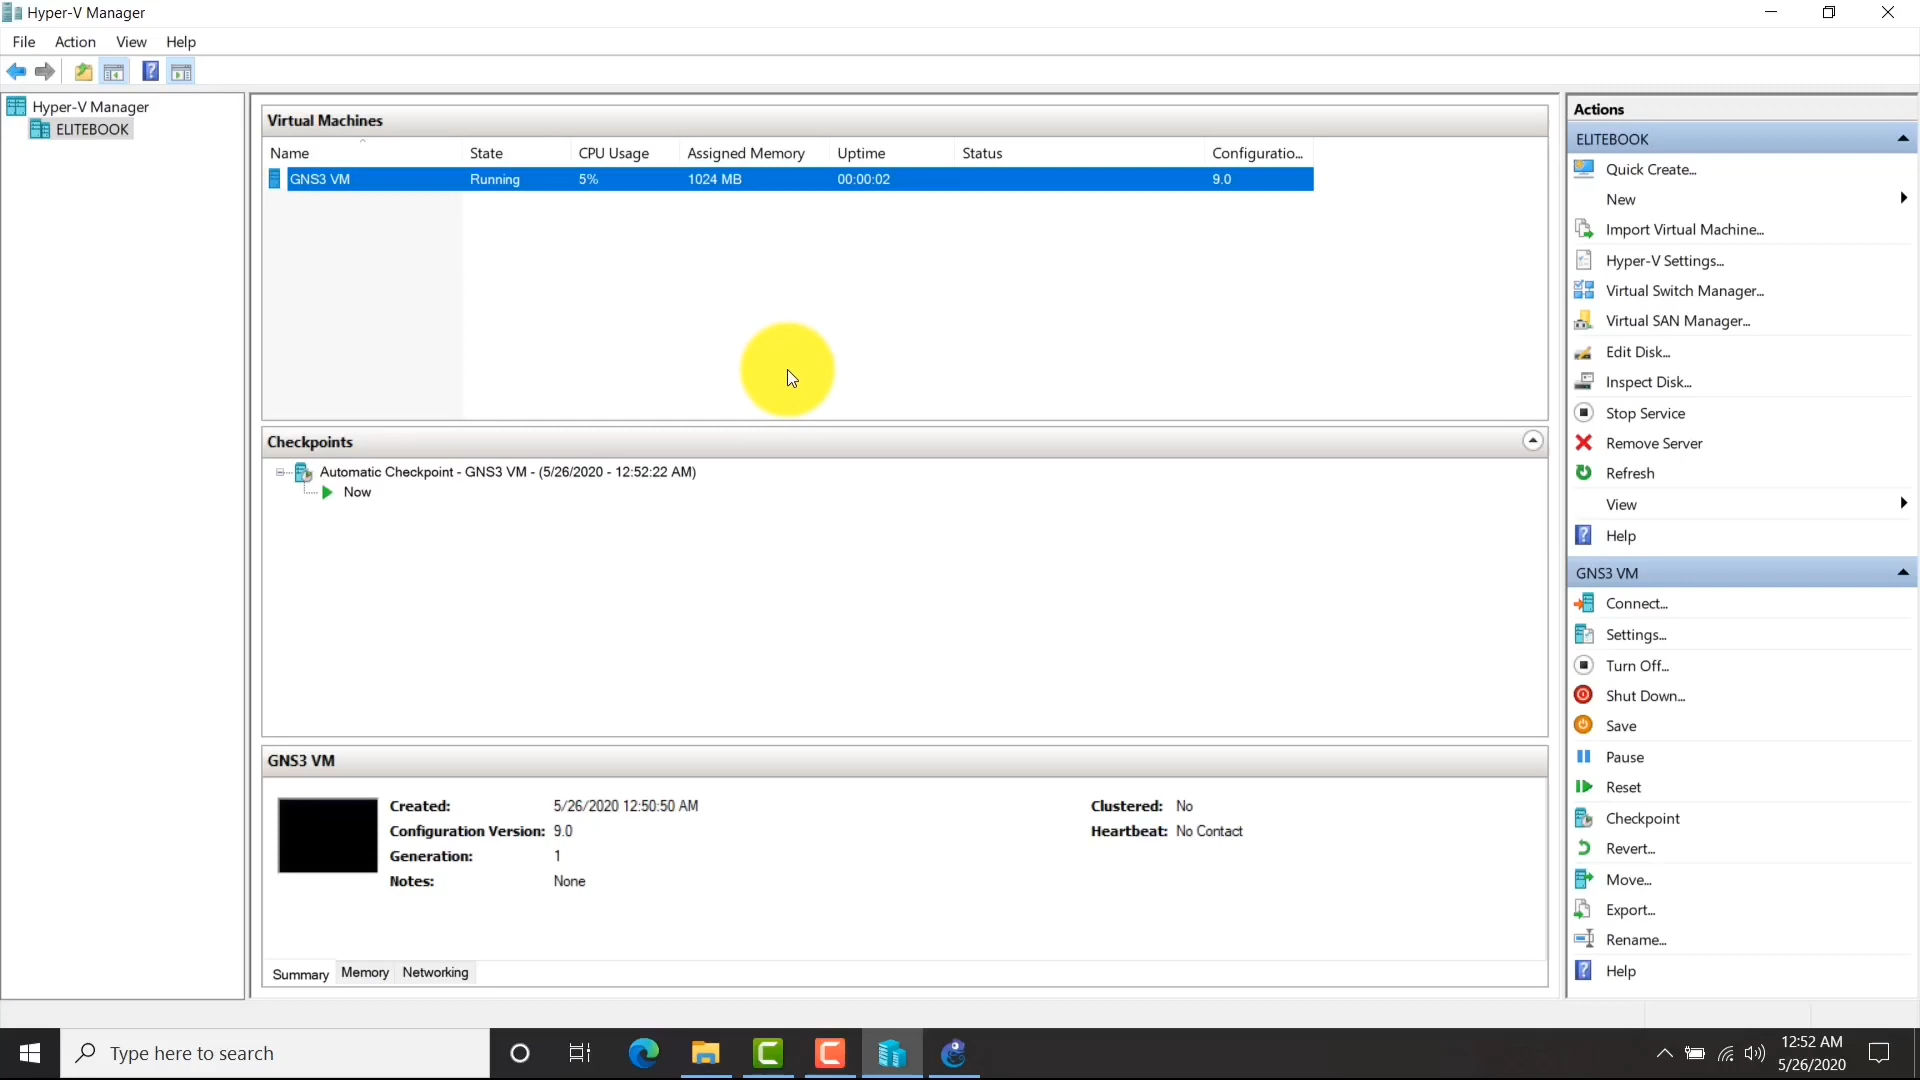 Hyper-V Manager
File Action View Help
Hyper-V Manager
ELITEBOOK
Virtual Machines
Name State CPU Usage Assigned Memory Uptime Status Configuratio...
GNS3 VM Running 5% 1024 MB 00:00:02 9.0
Checkpoints
Automatic Checkpoint - GNS3 VM - (5/26/2020 - 12:52:22 AM)
Now
GNS3 VM
Created: 5/26/2020 12:50:50 AM Clustered: No
Configuration Version: 9.0 Heartbeat: No Contact
Generation: 1
Notes: None
Summary Memory Networking
Actions
ELITEBOOK
Quick Create...
New
Import Virtual Machine...
Hyper-V Settings...
Virtual Switch Manager...
Virtual SAN Manager...
Edit Disk...
Inspect Disk...
Stop Service
Remove Server
Refresh
View
Help
GNS3 VM
Connect...
Settings...
Turn Off...
Shut Down...
Save
Pause
Reset
Checkpoint
Revert...
Move...
Export...
Rename...
Help
Type here to search
12:52 AM
5/26/2020